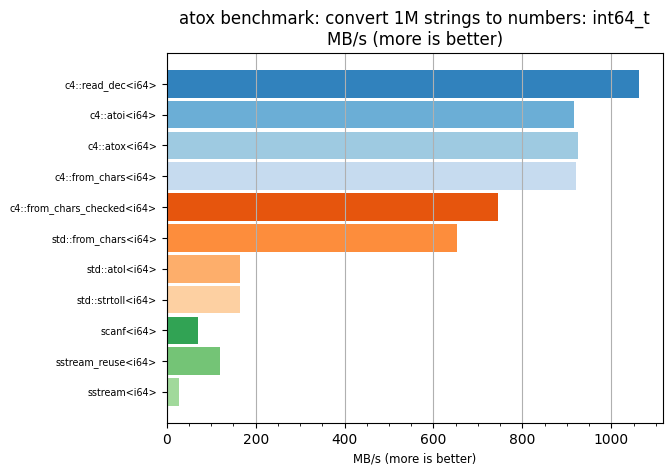 atox benchmark: convert 1M strings to numbers: int64_t
MB/s (more is better)
c4::read_dec<i64>
c4::atoi<i64>
c4::atox<i64>
c4::from_chars<i64>
c4::from_chars_checked<i64>
std::from_chars<i64>
std::atol<i64>
std::strtoll<i64>
scanf<i64>
sstream_reuse<i64>
sstream<i64>
0 200 400 600 800 1000
MB/s (more is better)